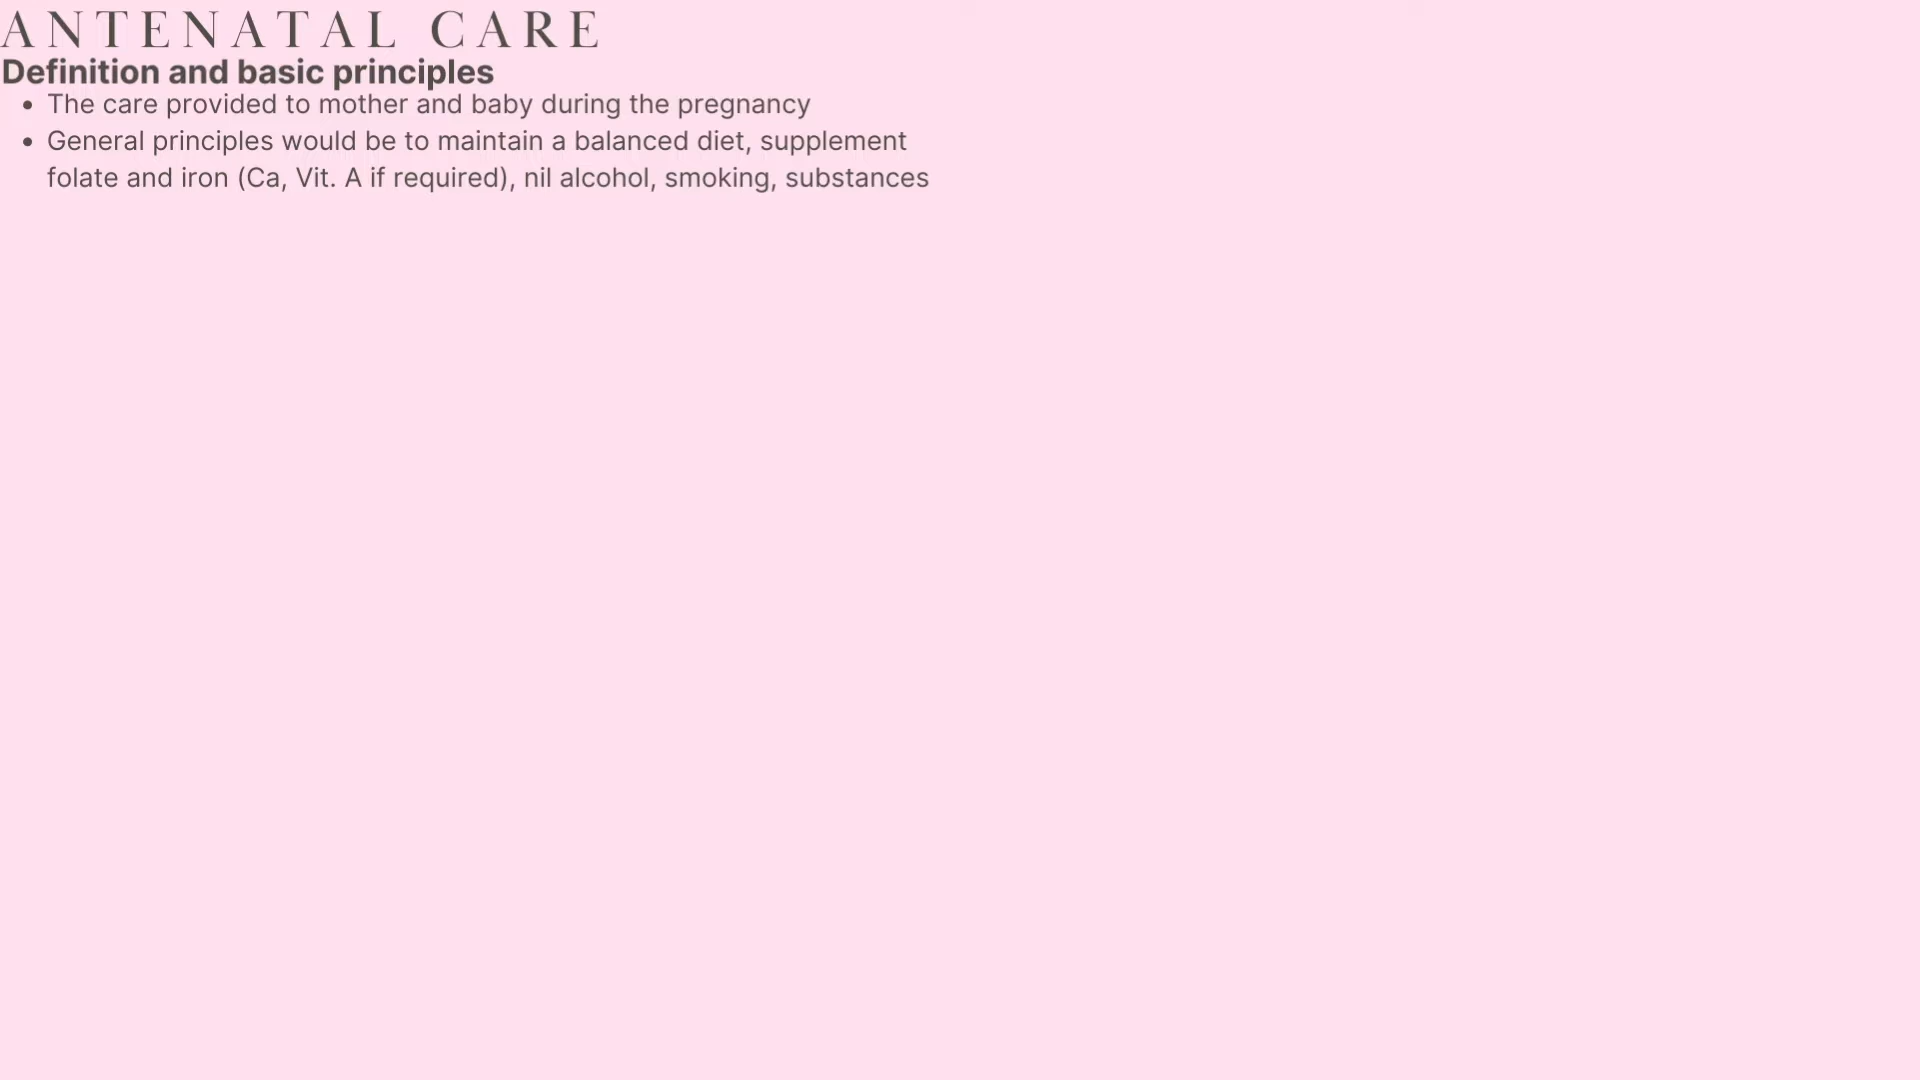 ANTENATAL CARE
Definition and basic principles
• The care provided to mother and baby during the pregnancy
• General principles would be to maintain a balanced diet, supplement
folate and iron (Ca, Vit. A if required), nil alcohol, smoking, substances